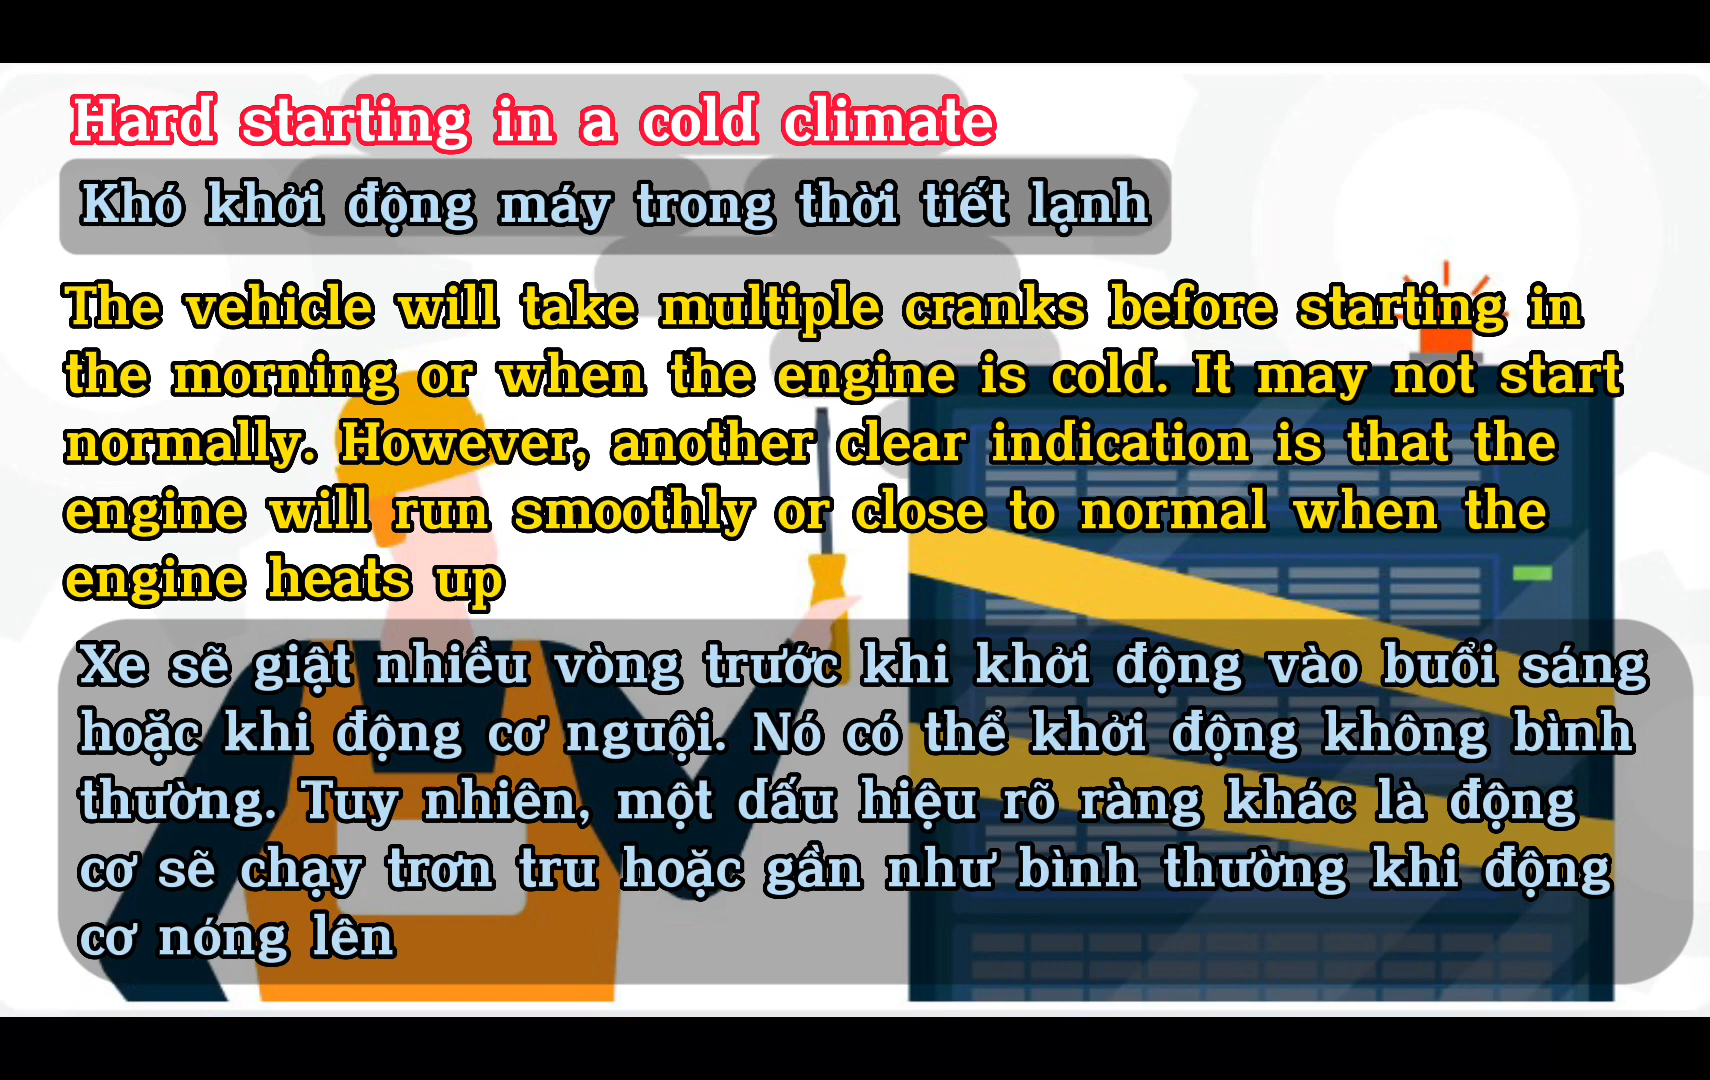 Hard starting in a cold climate
Khó khởi động máy trong thời tiết lạnh
The vehicle will take multiple cranks before starting in
the morning or when the engine is cold. It may not start
normally. However, another clear indication is that the
engine will run smoothly or close to normal when the
engine heats up
Xe sẽ giật nhiều vòng trước khi khởi động vào buổi sáng
hoặc khi động cơ nguội. Nó có thể khởi động không bình
thường. Tuy nhiên, một dấu hiệu rõ ràng khác là động
cơ sẽ chạy trơn tru hoặc gần như bình thường khi động
cơ nóng lên